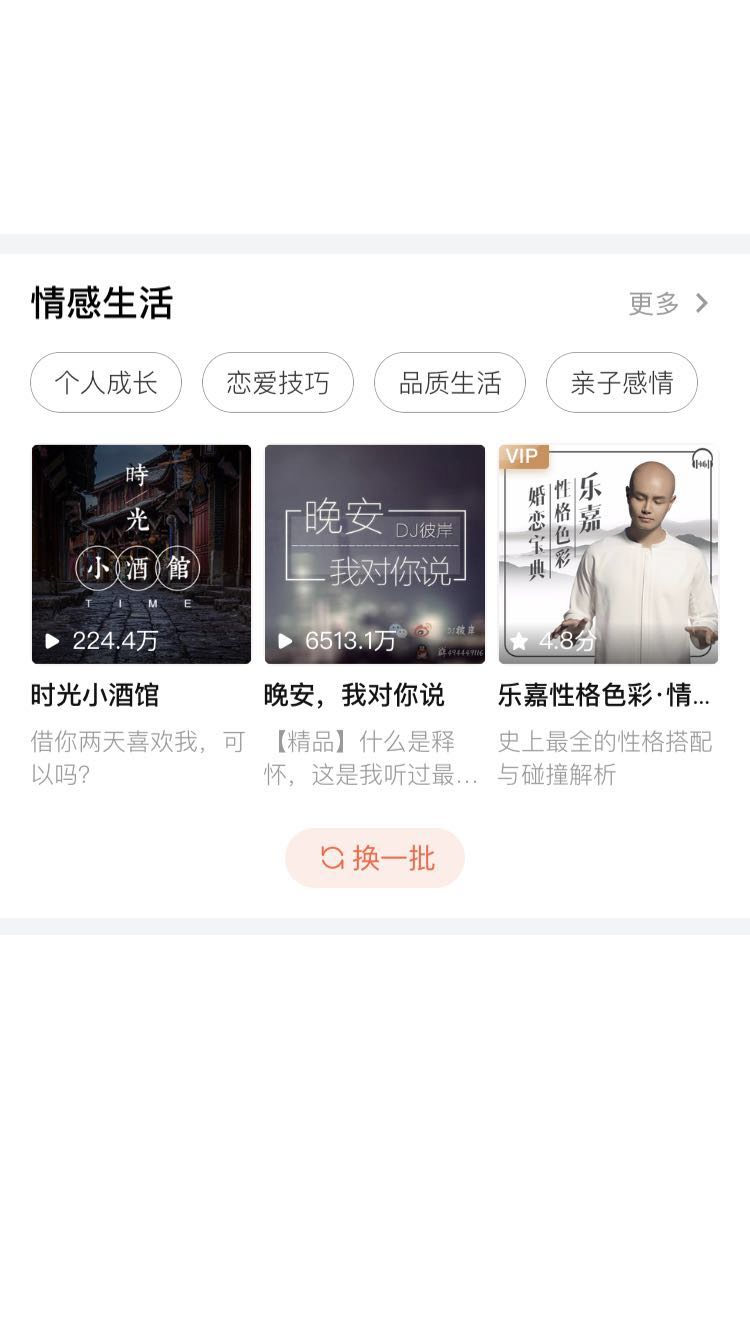 情感生活
更多
个人成长
恋爱技巧
品质生活
亲子感情
時光
小酒館
TIME
224.4万
晚安
DJ彼岸
我对你说
DJ彼岸
6513.1万
VIP
乐嘉
性格色彩
婚恋宝典
4.8分
时光小酒馆
借你两天喜欢我，可
以吗？
晚安，我对你说
【精品】什么是释
怀，这是我听过最...
乐嘉性格色彩·情...
史上最全的性格搭配
与碰撞解析
换一批